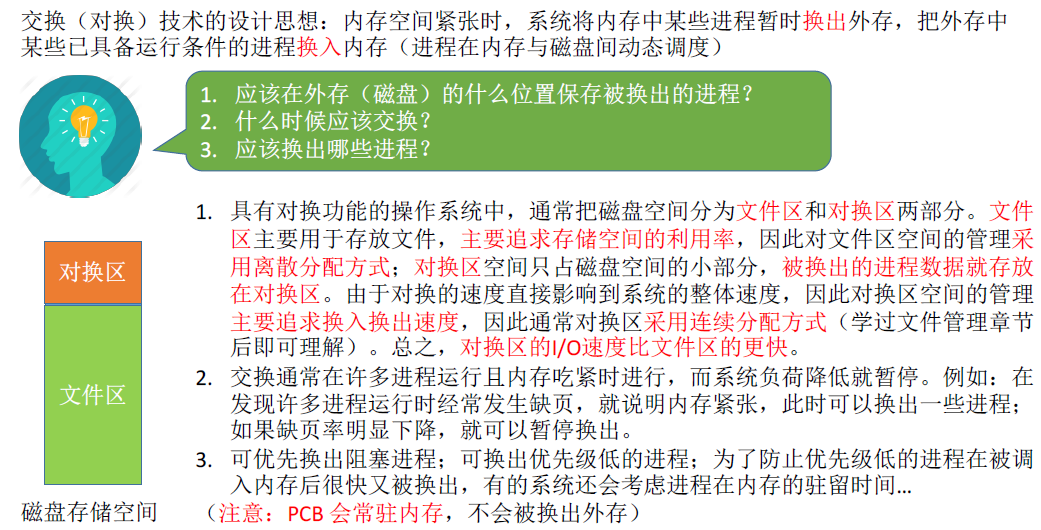 交换（对换）技术的设计思想：内存空间紧张时，系统将内存中某些进程暂时换出外存，把外存中
某些已具备运行条件的进程换入内存（进程在内存与磁盘间动态调度）
1. 应该在外存（磁盘）的什么位置保存被换出的进程？
2. 什么时候应该交换？
3. 应该换出哪些进程？
1. 具有对换功能的操作系统中，通常把磁盘空间分为文件区和对换区两部分。文件
区主要用于存放文件，主要追求存储空间的利用率，因此对文件区空间的管理采
用离散分配方式；对换区空间只占磁盘空间的小部分，被换出的进程数据就存放
在对换区。由于对换的速度直接影响到系统的整体速度，因此对换区空间的管理
主要追求换入换出速度，因此通常对换区采用连续分配方式（学过文件管理章节
后即可理解）。总之，对换区的I/O速度比文件区的更快。
2. 交换通常在许多进程运行且内存吃紧时进行，而系统负荷降低就暂停。例如：在
发现许多进程运行时经常发生缺页，就说明内存紧张，此时可以换出一些进程；
如果缺页率明显下降，就可以暂停换出。
3. 可优先换出阻塞进程；可换出优先级低的进程；为了防止优先级低的进程在被调
入内存后很快又被换出，有的系统还会考虑进程在内存的驻留时间…
（注意：PCB 会常驻内存，不会被换出外存）
对换区
文件区
磁盘存储空间